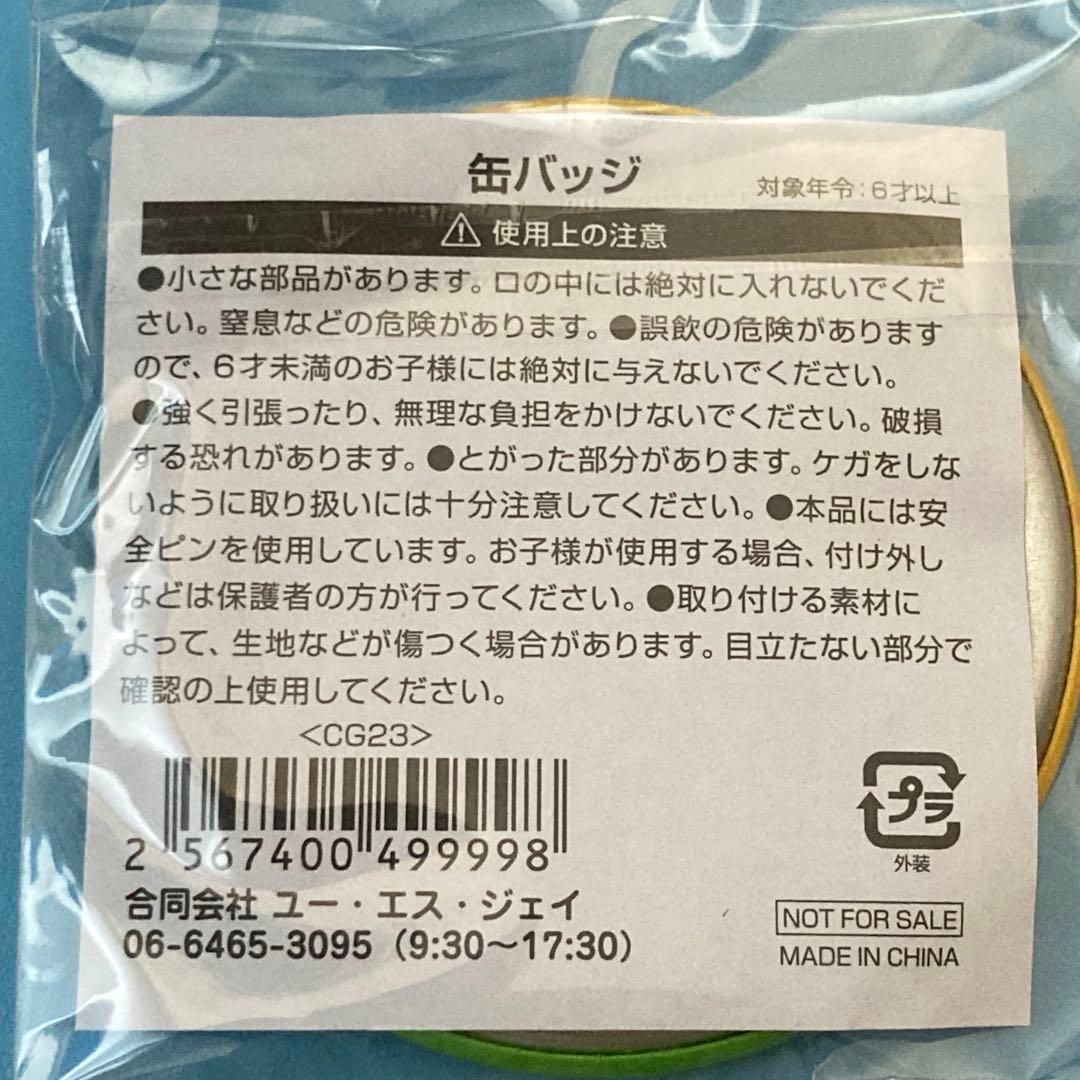 缶バッジ
対象年令:6才以上
⚠ 使用上の注意
●小さな部品があります。口の中には絶対に入れないでくだ
さい。窒息などの危険があります。●誤飲の危険があります
ので、6才未満のお子様には絶対に与えないでください。
●強く引張ったり、無理な負担をかけないでください。破損
する恐れがあります。●とがった部分があります。ケガをしな
いように取り扱いには十分注意してください。●本品には安
全ピンを使用しています。お子様が使用する場合、付け外し
などは保護者の方が行ってください。●取り付ける素材に
よって、生地などが傷つく場合があります。目立たない部分で
確認の上使用してください。
<CG23>
2 567400 499998
プラ
外装
合同会社 ユー・エス・ジェイ
06-6465-3095（9:30〜17:30）
NOT FOR SALE
MADE IN CHINA